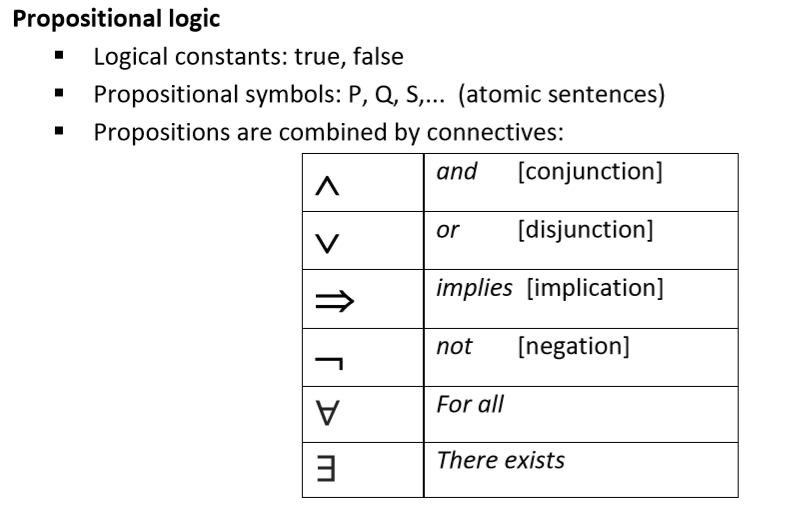 Propositional logic
▪ Logical constants: true, false
▪ Propositional symbols: P, Q, S,... (atomic sentences)
▪ Propositions are combined by connectives:
∧ and [conjunction]
∨ or [disjunction]
⇒ implies [implication]
¬ not [negation]
∀ For all
∃ There exists